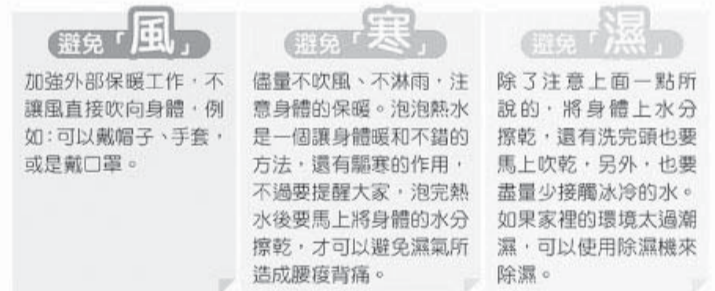 避免「風」
加強外部保暖工作，不
讓風直接吹向身體，例
如：可以戴帽子、手套，
或是戴口罩。
避免「寒」
儘量不吹風、不淋雨，注
意身體的保暖。泡泡熱水
是一個讓身體暖和不錯的
方法，還有驅寒的作用，
不過要提醒大家，泡完熱
水後要馬上將身體的水分
擦乾，才可以避免濕氣所
造成腰痠背痛。
避免「濕」
除了注意上面一點所
說的，將身體上水分
擦乾，還有洗完頭也要
馬上吹乾，另外，也要
盡量少接觸冰冷的水。
如果家裡的環境太過潮
濕，可以使用除濕機來
除濕。